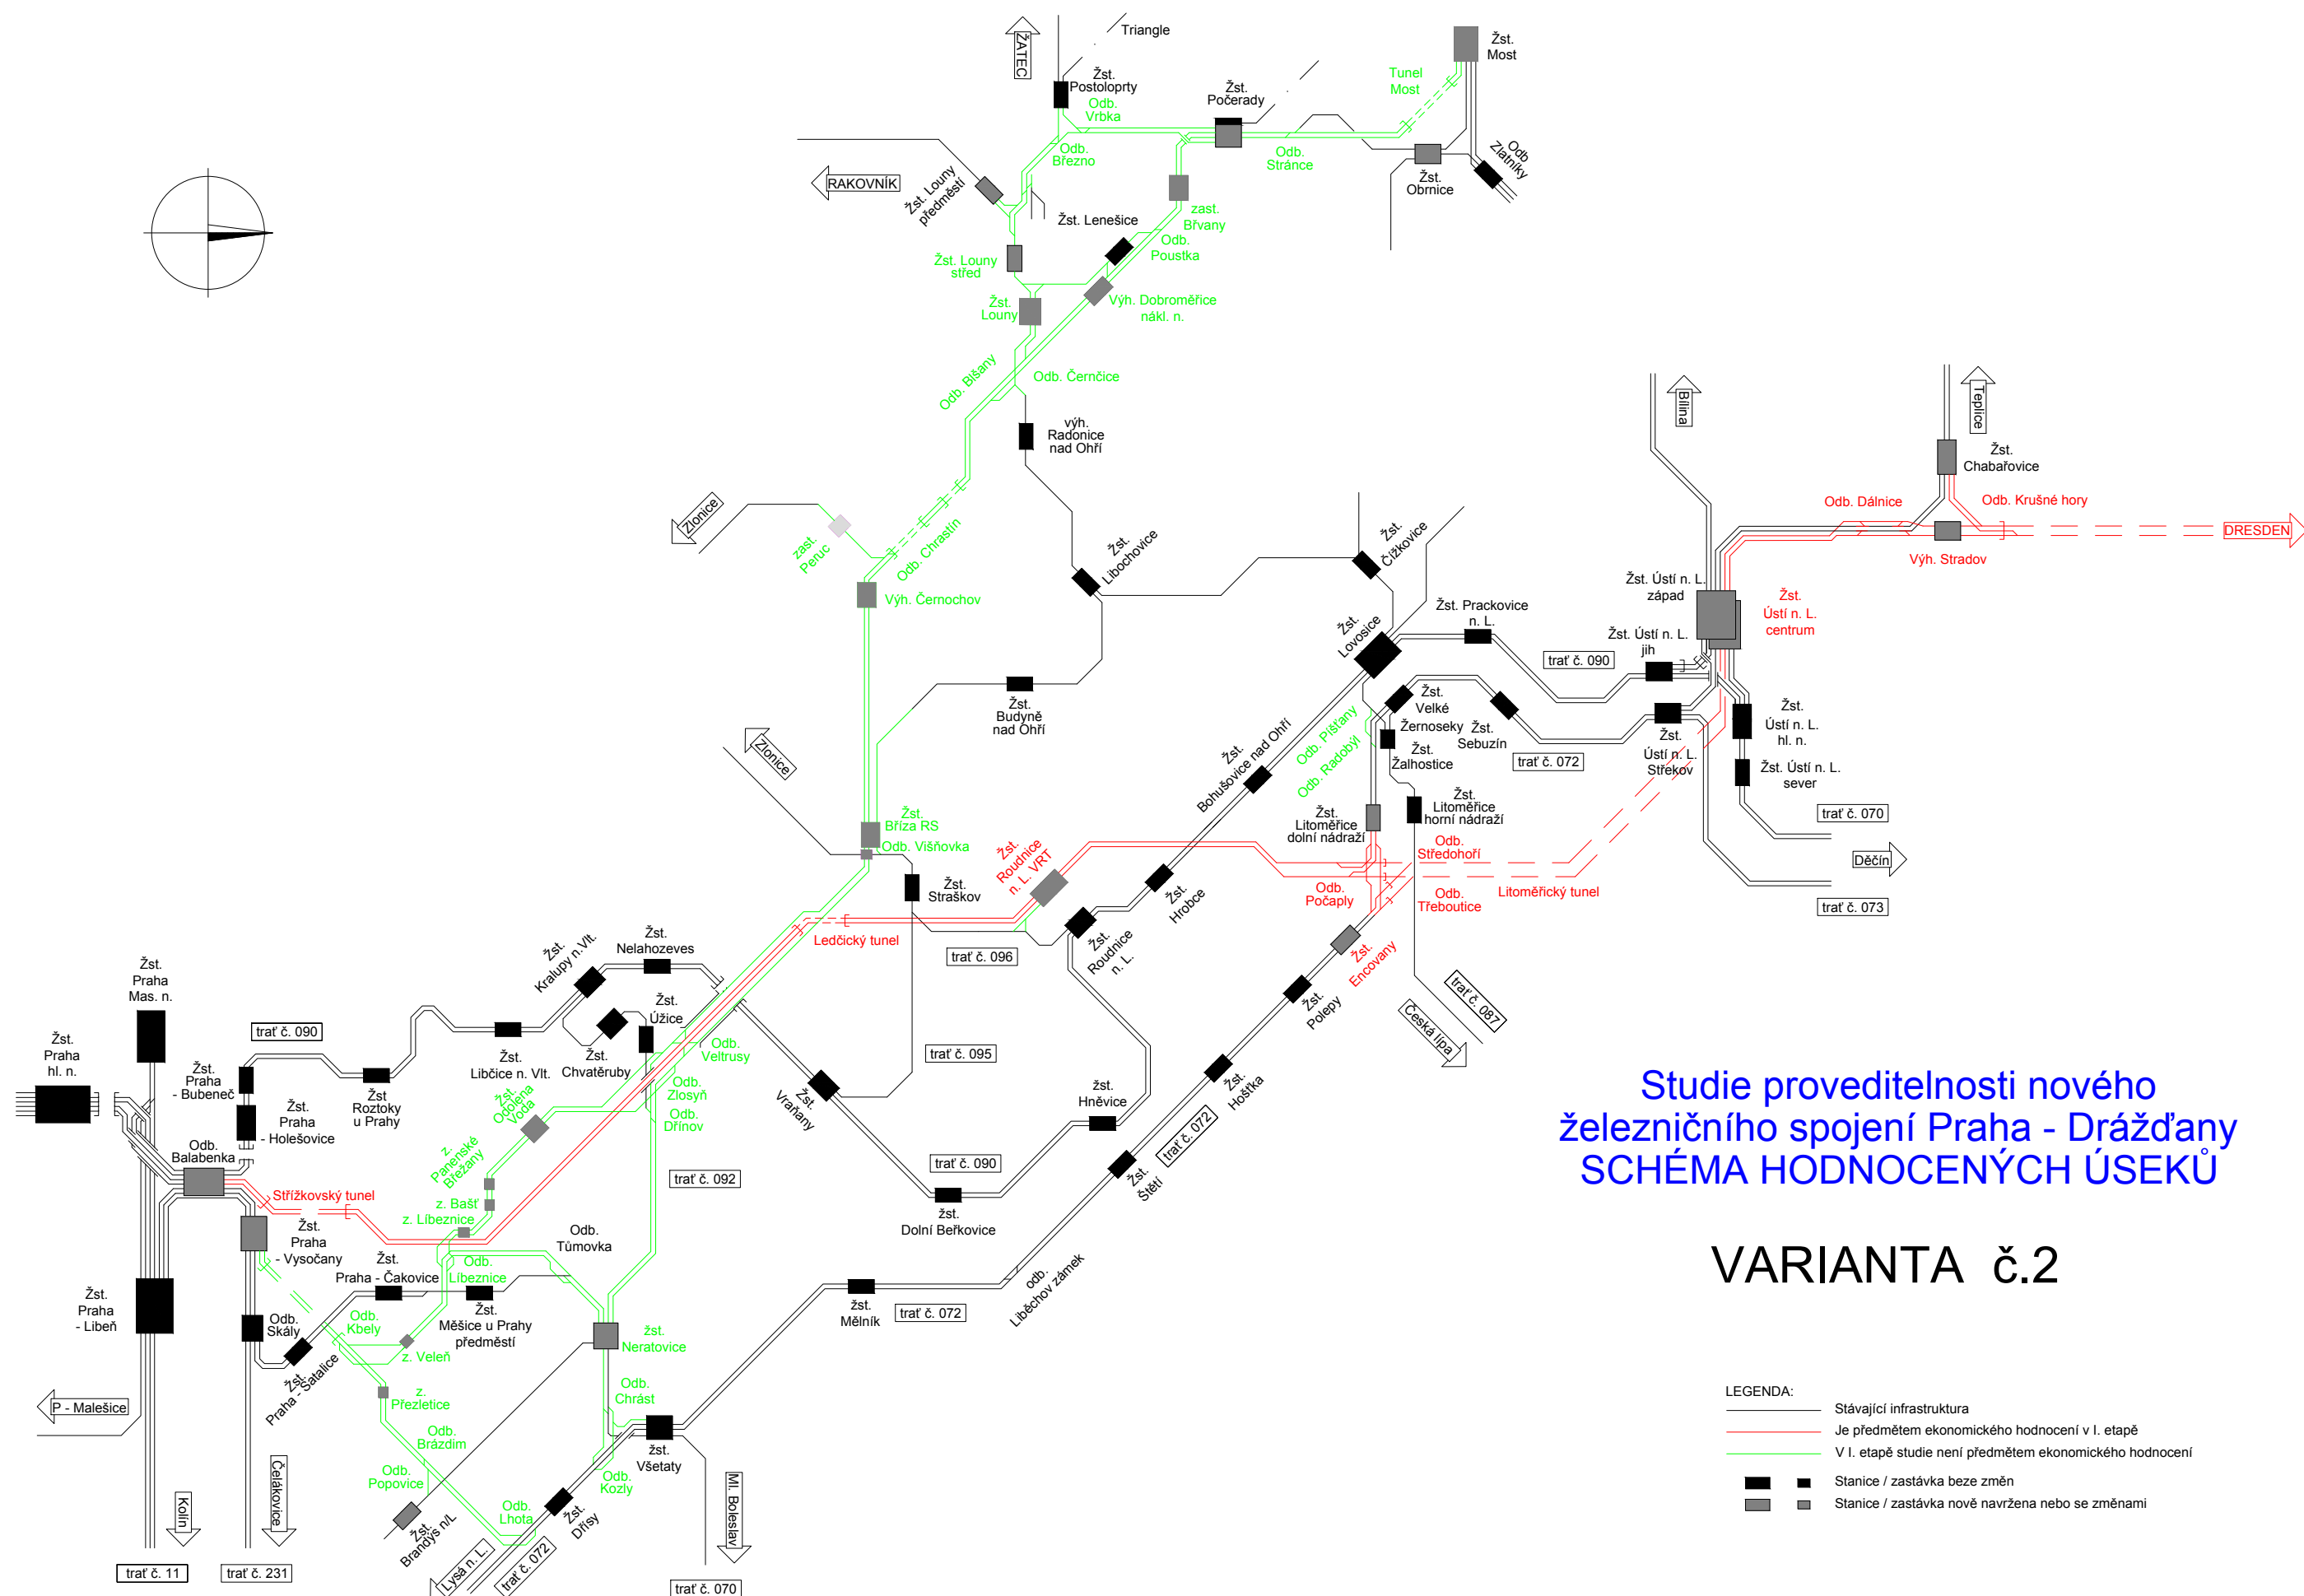 ŽATEC
Triangle
Žst.
Most
Žst.
Postoloprty
Odb.
Vrbka
Žst.
Počerady
Tunel
Most
Odb.
Březno
Odb.
Stránce
Žst.
Obrnice
Odb
Zlatníky
RAKOVNÍK
Žst. Louny
předměstí
Žst. Lenešice
zast.
Břvany
Odb.
Poustka
Žst. Louny
střed
Žst.
Louny
Výh. Dobroměřice
nákl. n.
Odb. Blšany
Odb. Černčice
výh.
Radonice
nad Ohří
Bílina
Teplice
Žst.
Chabařovice
Odb. Dálnice
Odb. Krušné hory
DRESDEN
Výh. Stradov
Zlonice
zast.
Peruc
Odb. Chrastín
Výh. Černochov
Žst.
Libochovice
Žst.
Čížkovice
Žst.
Lovosice
Žst. Prackovice
n. L.
Žst. Ústí n. L.
západ
Žst.
Ústí n. L.
centrum
Žst. Ústí n. L.
jih
trať č. 090
Žst.
Budyně
nad Ohří
Žst.
Velké
Žernoseky
Žst.
Sebuzín
trať č. 072
Žst.
Ústí n. L.
Střekov
Žst.
Ústí n. L.
hl. n.
Žst. Ústí n. L.
sever
Odb. Píšťany
Odb. Radobýl
Žst.
Žalhostice
Žst.
Bohušovice nad Ohří
Zlonice
Žst.
Bříza RS
Odb. Višňovka
Žst.
Straškov
Žst.
Roudnice
n. L. VRT
Žst.
Litoměřice
dolní nádraží
Žst.
Litoměřice
horní nádraží
trať č. 070
Děčín
trať č. 073
Odb.
Středohoří
Odb.
Počaply
Odb.
Třeboutice
Litoměřický tunel
Žst.
Hrobce
Ledčický tunel
trať č. 096
Žst.
Roudnice
n. L.
Žst.
Encovany
Žst.
Polepy
trať č. 087
Česká lípa
Žst.
Kralupy n. Vlt.
Žst.
Nelahozeves
Žst.
Praha
Mas. n.
Žst.
Praha
hl. n.
trať č. 090
Žst.
Praha
- Bubeneč
Žst
Roztoky
u Prahy
Žst.
Libčice n. Vlt.
Žst.
Chvatěruby
Žst.
Úžice
Odb.
Veltrusy
Odb.
Zlosyň
Odb.
Dřínov
Žst.
Odolena
Voda
Žst.
Vraňany
trať č. 095
žst.
Hněvice
Žst.
Hoštka
trať č. 072
Žst.
Štětí
Žst.
Praha
- Holešovice
Odb.
Balabenka
Střížkovský tunel
z.
Panenské
Břežany
z. Bašť
z. Líbeznice
trať č. 092
trať č. 090
žst.
Dolní Beřkovice
Žst.
Praha
- Vysočany
Žst.
Praha - Čakovice
Odb.
Líbeznice
Odb.
Tůmovka
Žst.
Praha
- Libeň
Odb.
Skály
Odb.
Kbely
Žst.
Měšice u Prahy
předměstí
z. Veleň
žst.
Neratovice
žst.
Mělník
trať č. 072
odb.
Liběchov zámek
Žst.
Praha - Satalice
z.
Přezletice
Odb.
Chrást
P - Malešice
Odb.
Brázdim
Odb.
Popovice
Odb.
Lhota
Odb.
Kozly
žst.
Všetaty
Žst.
Dřísy
Žst.
Brandýs n/L
Kolín
Čelákovice
Ml. Boleslav
Lysá n. L.
trať č. 072
trať č. 11
trať č. 231
trať č. 070
Studie proveditelnosti nového
železničního spojení Praha - Drážďany
SCHÉMA HODNOCENÝCH ÚSEKŮ
VARIANTA č.2
LEGENDA:
Stávající infrastruktura
Je předmětem ekonomického hodnocení v I. etapě
V I. etapě studie není předmětem ekonomického hodnocení
Stanice / zastávka beze změn
Stanice / zastávka nově navržena nebo se změnami